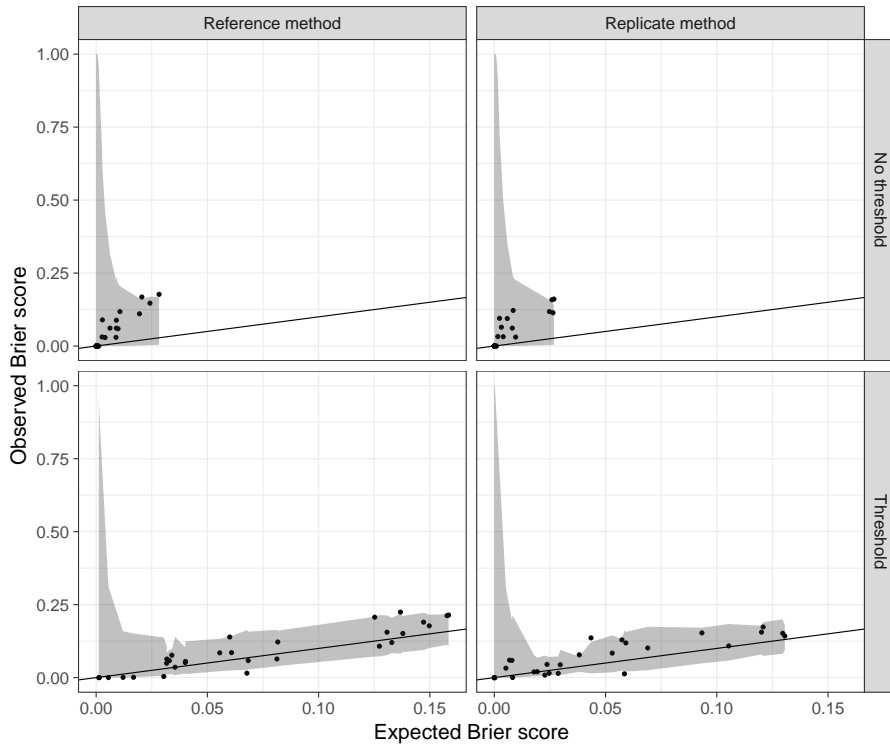 Reference method
Replicate method
1.00
0.75
0.50
0.25
0.00
No threshold
Observed Brier score
1.00
0.75
0.50
0.25
0.00
Threshold
0.00 0.05 0.10 0.15
0.00 0.05 0.10 0.15
Expected Brier score